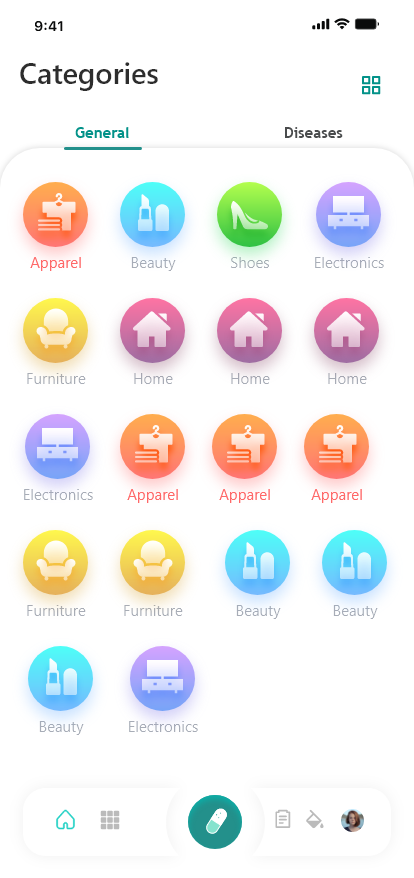 9:41
Categories
General Diseases
Apparel Beauty Shoes Electronics
Furniture Home Home Home
Electronics Apparel Apparel Apparel
Furniture Furniture Beauty Beauty
Beauty Electronics